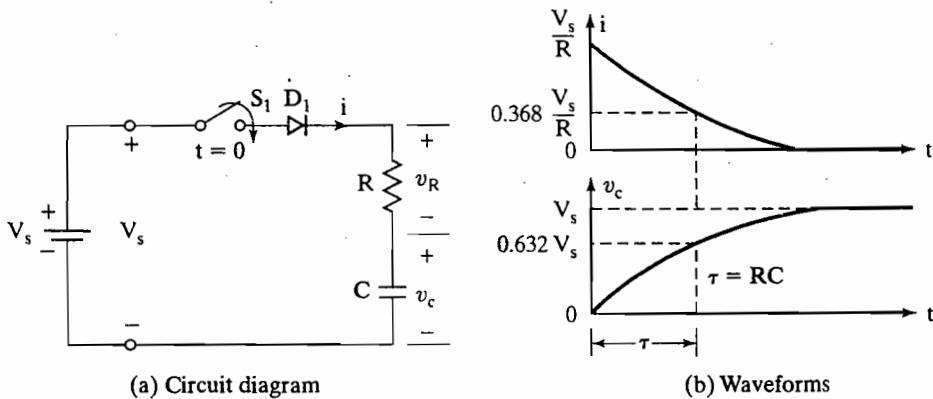 S₁
D₁
i
t = 0
+
+
R
v_R
V_s
+
−
V_s
−
+
C
v_c
−
−
(a) Circuit diagram
V_s/R
i
0.368 V_s/R
0
t
v_c
V_s
0.632 V_s
τ = RC
0
t
τ
(b) Waveforms